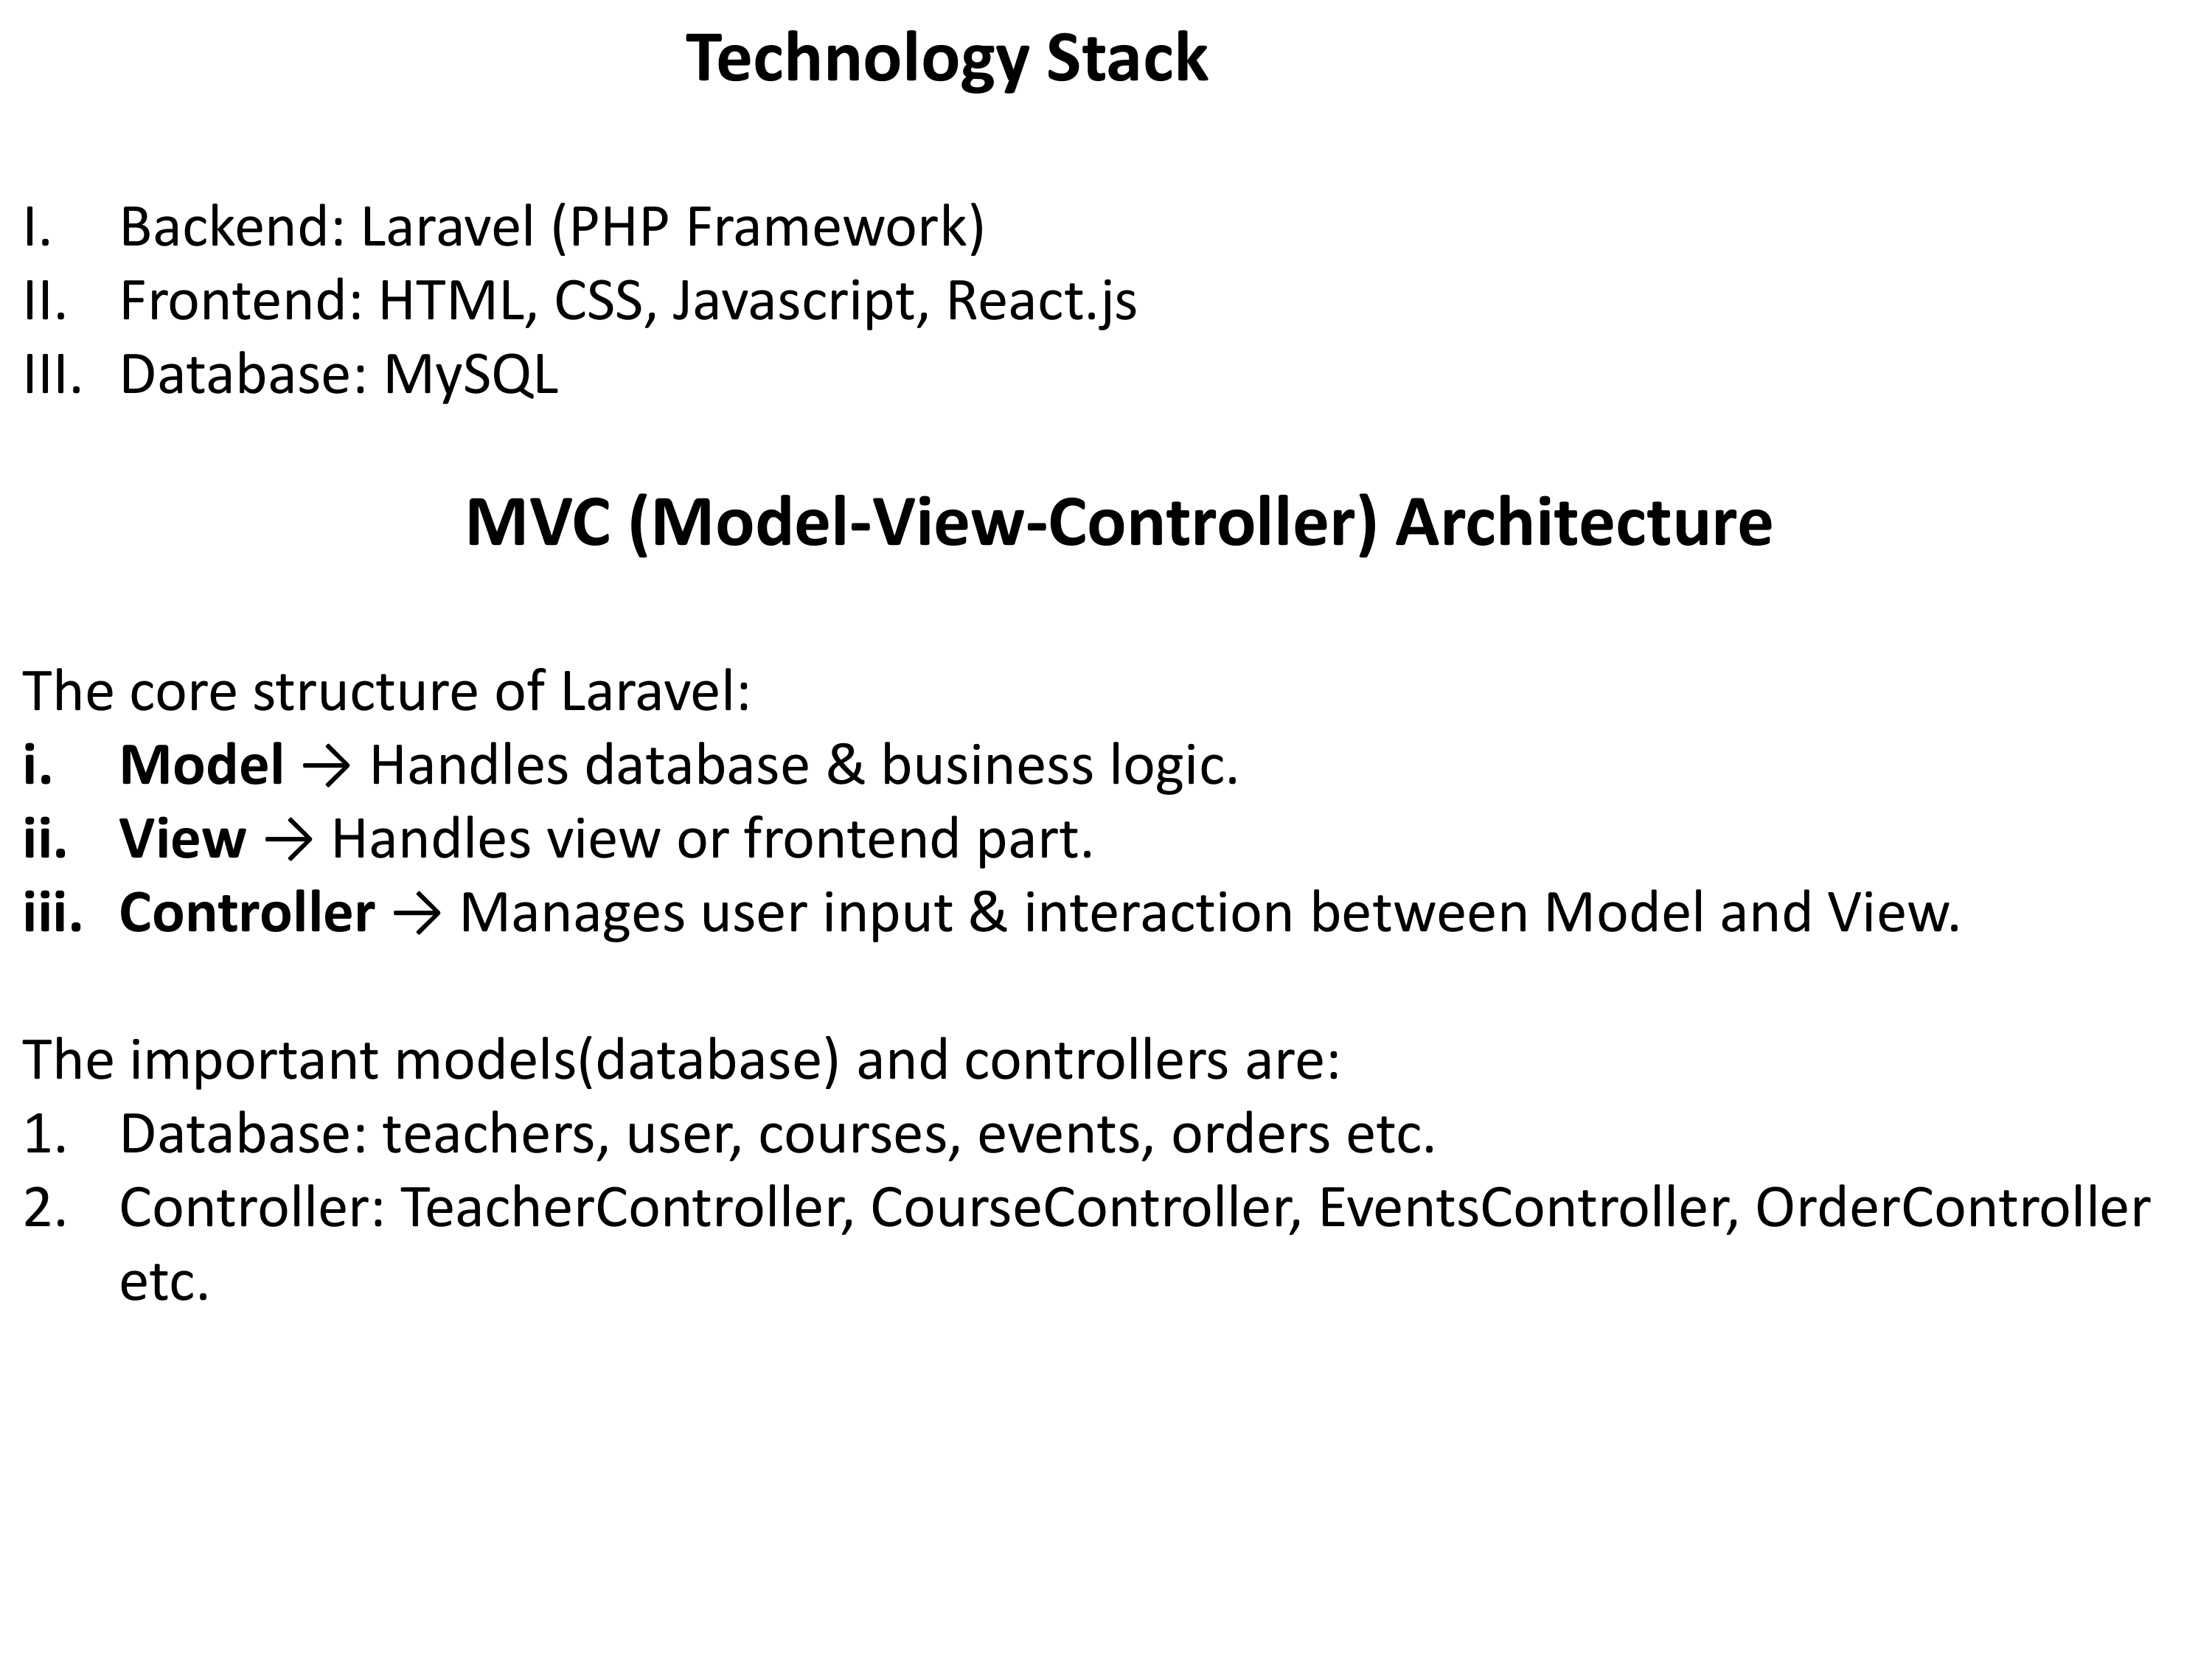 Technology Stack
I. Backend: Laravel (PHP Framework)
II. Frontend: HTML, CSS, Javascript, React.js
III. Database: MySQL
MVC (Model-View-Controller) Architecture
The core structure of Laravel:
i. Model → Handles database & business logic.
ii. View → Handles view or frontend part.
iii. Controller → Manages user input & interaction between Model and View.
The important models(database) and controllers are:
1. Database: teachers, user, courses, events, orders etc.
2. Controller: TeacherController, CourseController, EventsController, OrderController
etc.